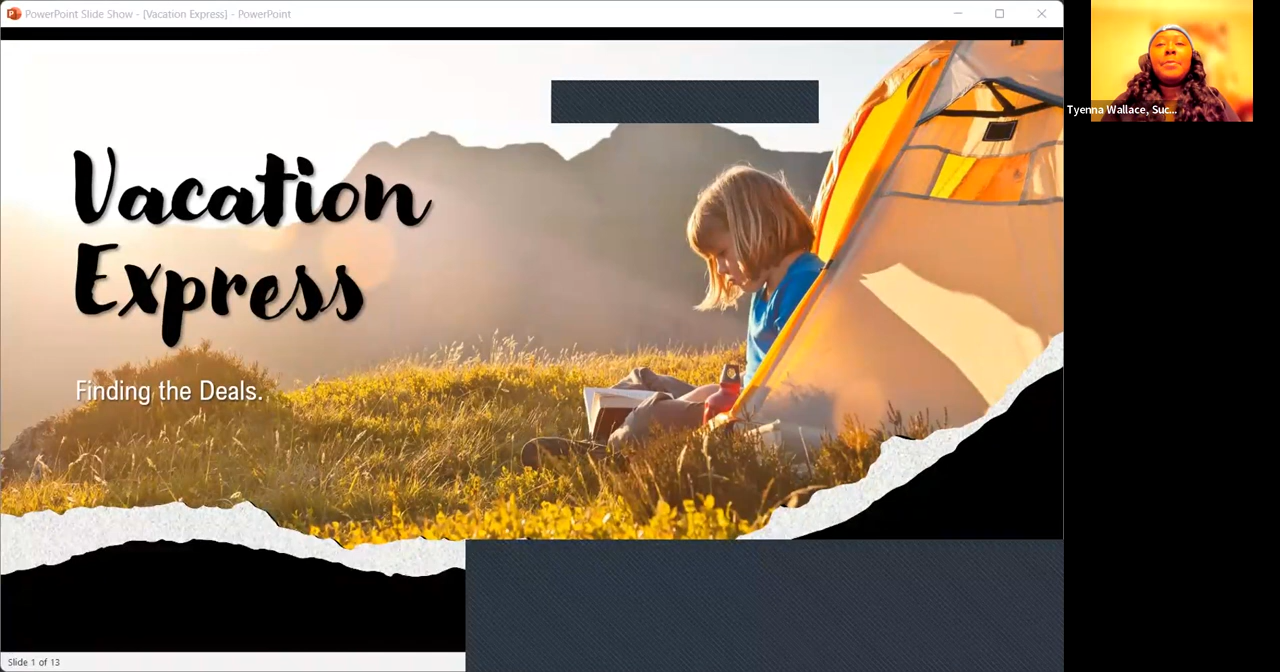 PowerPoint Slide Show - [Vacation Express] - PowerPoint
Vacation
Express
Finding the Deals.
Slide 1 of 13
Tyenna Wallace, Suc...